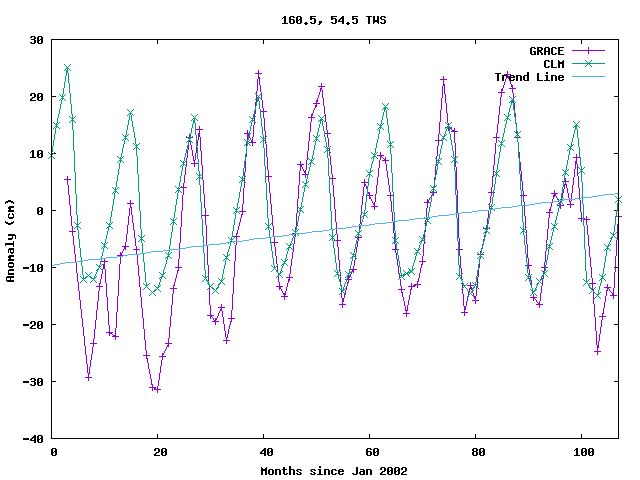 160.5, 54.5 TWS
GRACE
CLM
Trend Line
30
20
10
0
-10
-20
-30
-40
Anomaly (cm)
0 20 40 60 80 100
Months since Jan 2002